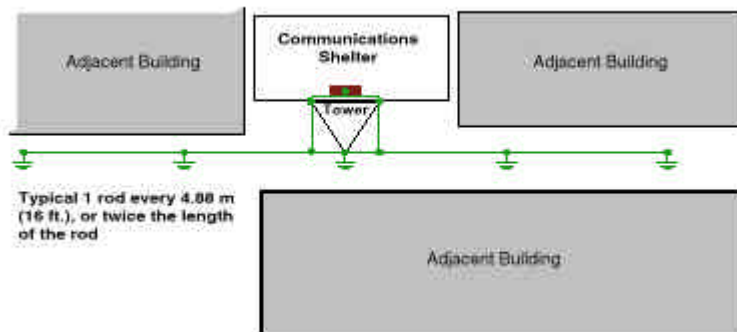 Adjacent Building
Communications
Shelter
Adjacent Building
Tower
Typical 1 rod every 4.88 m
(16 ft.), or twice the length
of the rod
Adjacent Building